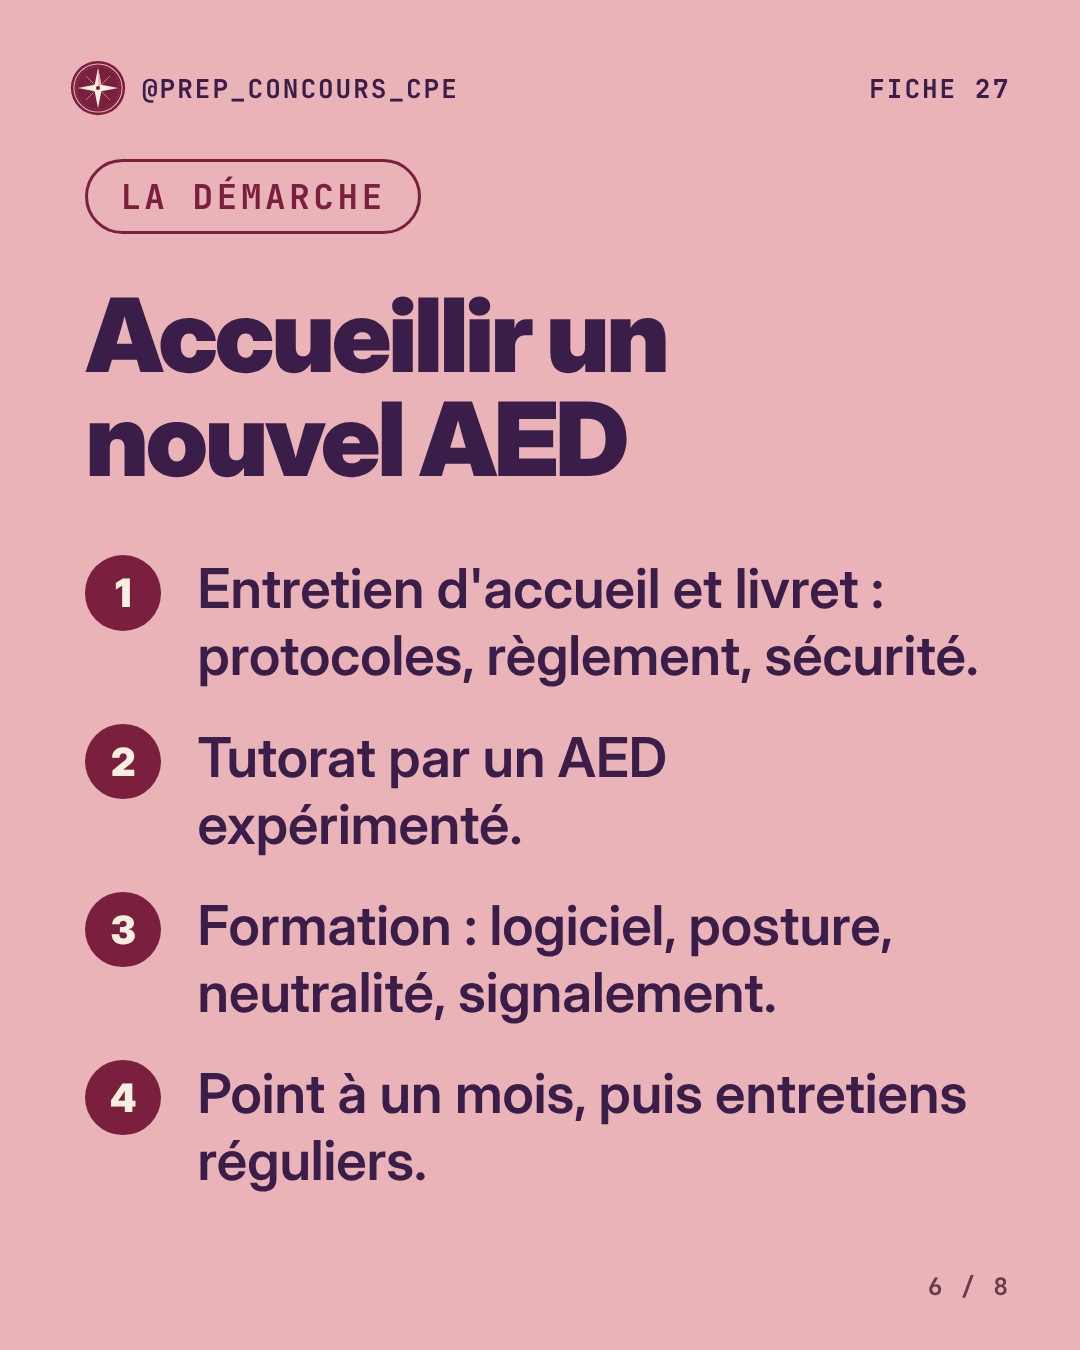 @PREP_CONCOURS_CPE
FICHE 27
LA DÉMARCHE
Accueillir un
nouvel AED
1 Entretien d'accueil et livret :
protocoles, règlement, sécurité.
2 Tutorat par un AED
expérimenté.
3 Formation : logiciel, posture,
neutralité, signalement.
4 Point à un mois, puis entretiens
réguliers.
6 / 8